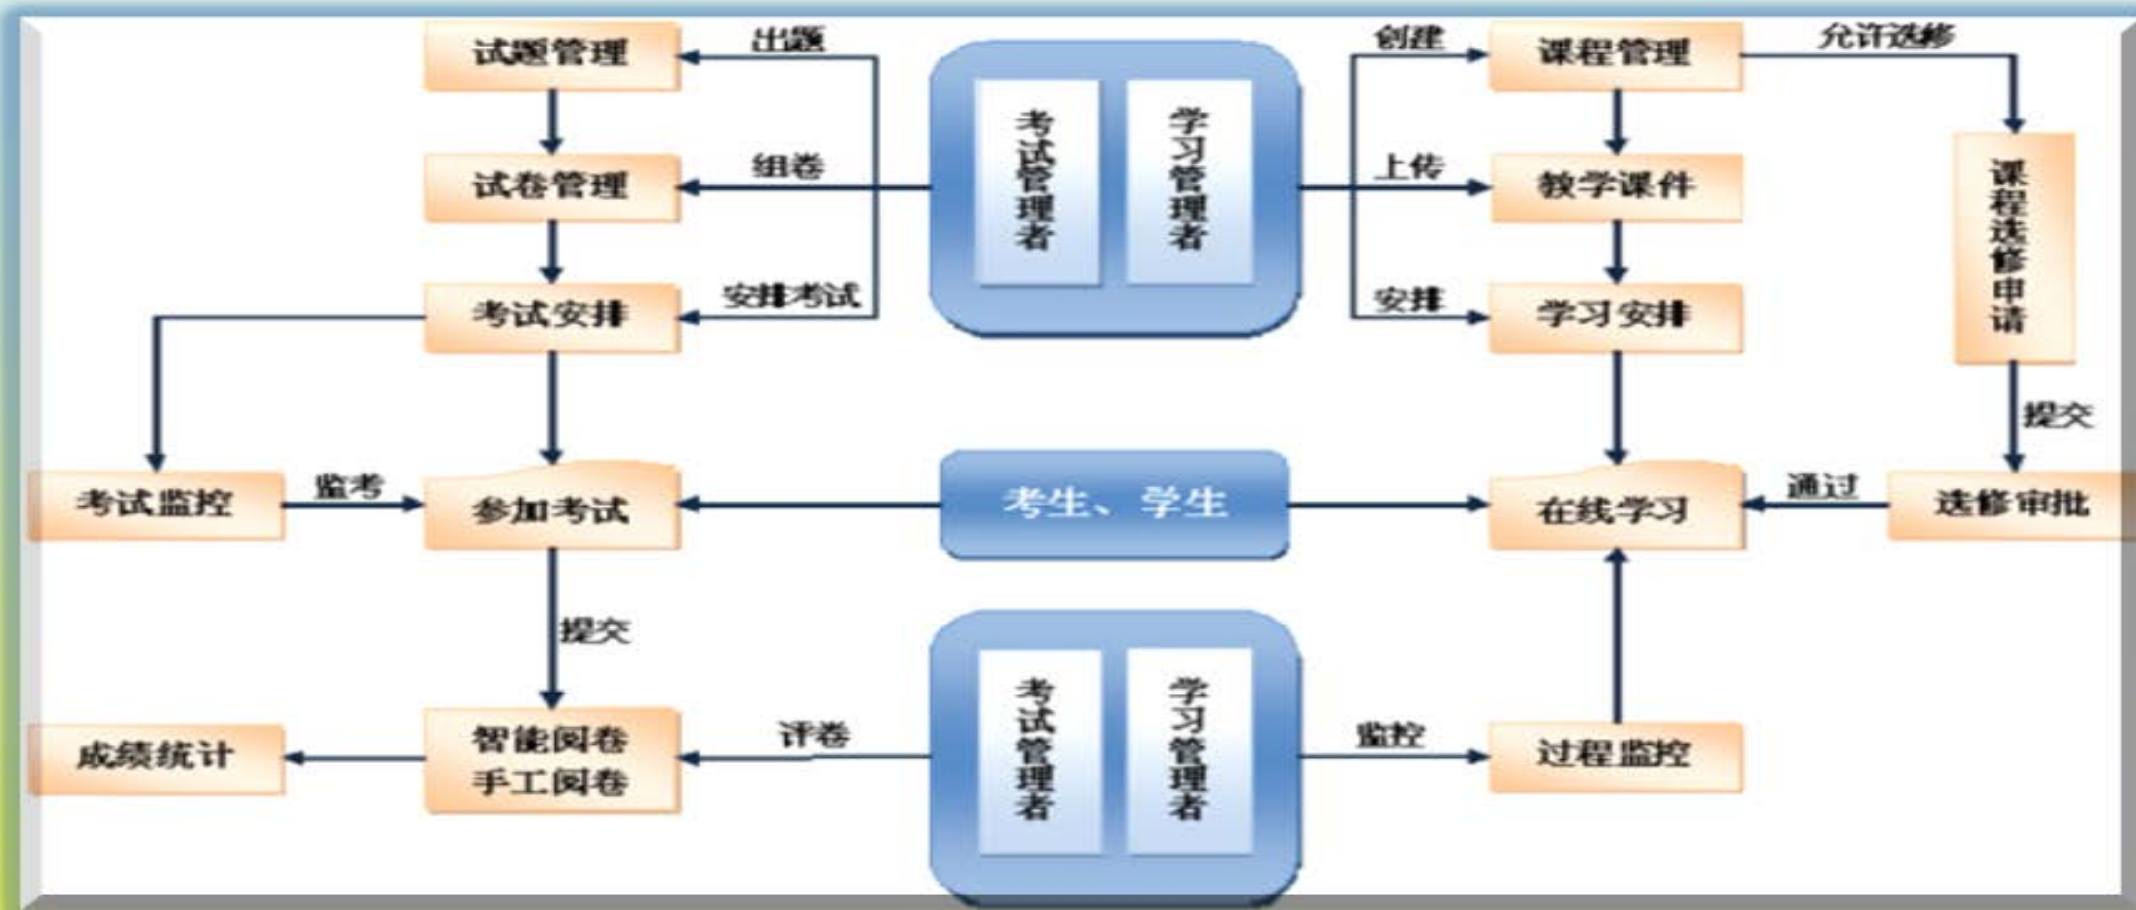 试题管理
出题
创建
课程管理
允许选修
考试管理者
学习管理者
试卷管理
组卷
上传
教学课件
课程选修申请
考试安排
安排考试
安排
学习安排
提交
考试监控
监考
参加考试
考生、学生
在线学习
通过
选修审批
提交
考试管理者
学习管理者
成绩统计
智能阅卷
手工阅卷
评卷
监控
过程监控